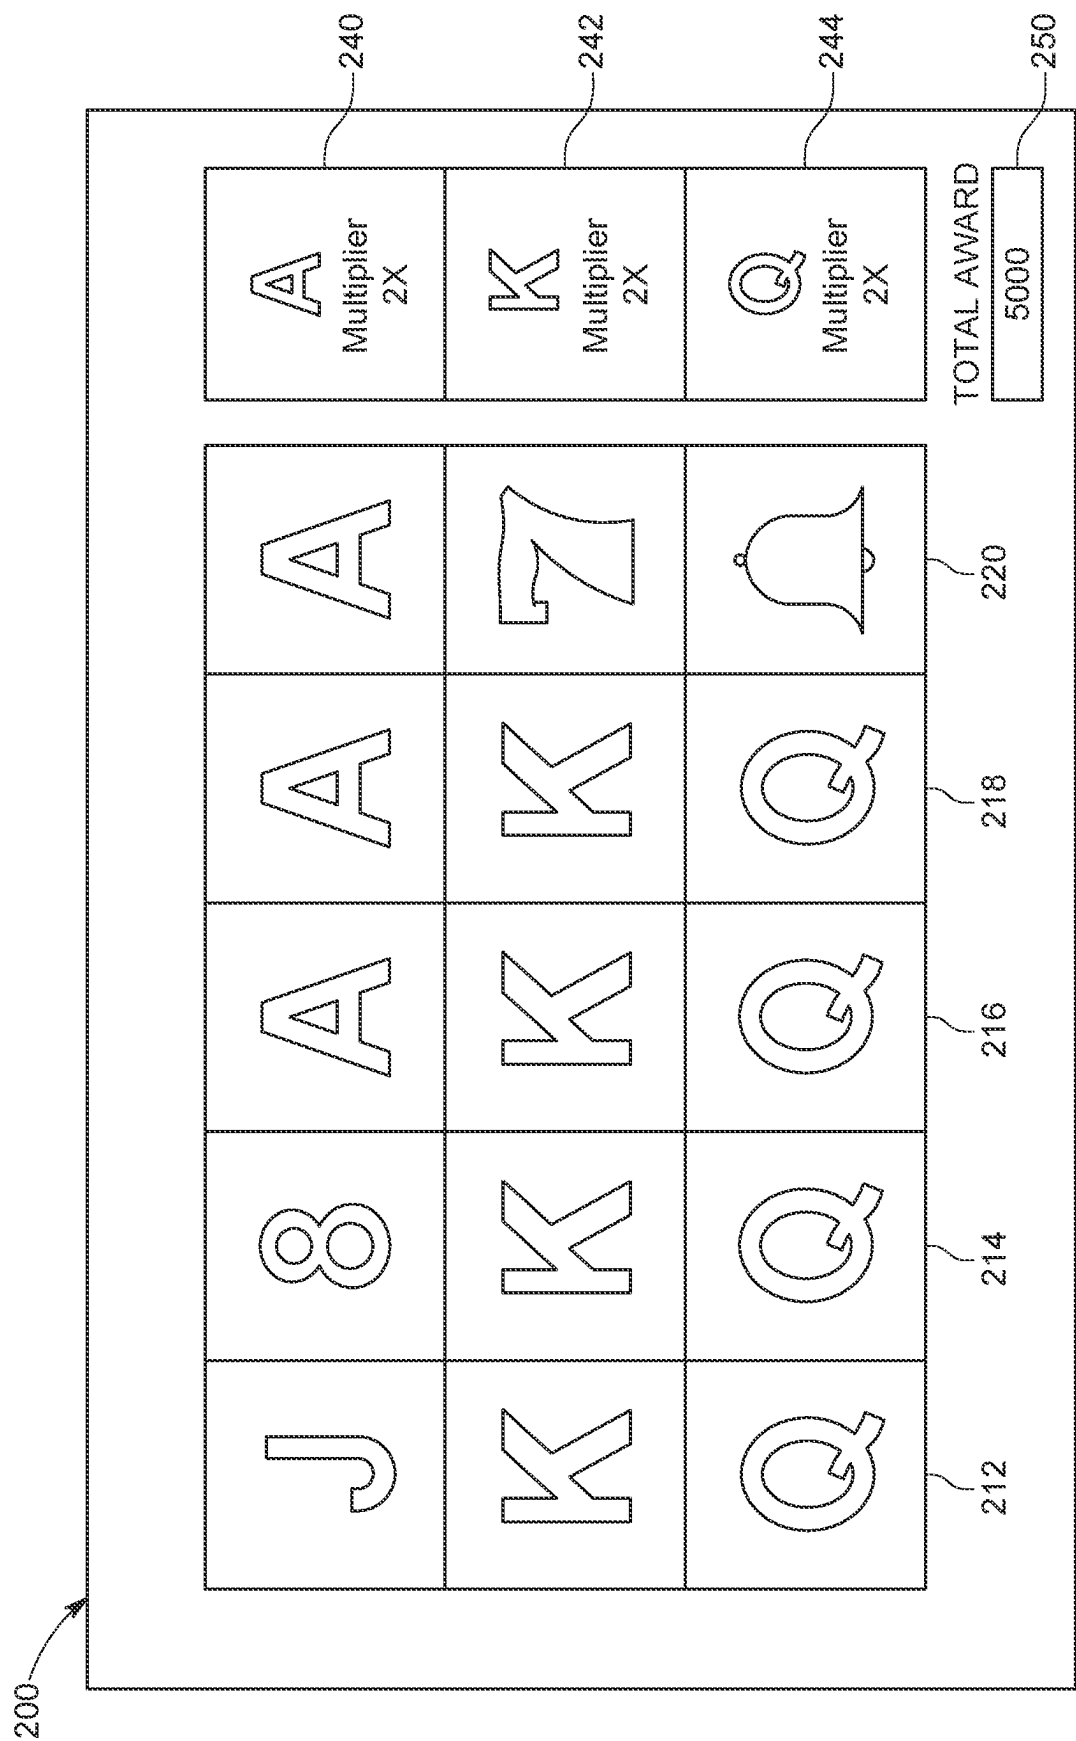 200
J
8
A
A
A
A
Multiplier
2X
240
K
K
K
K
7
K
Multiplier
2X
242
Q
Q
Q
Q
Q
Multiplier
2X
244
212
214
216
218
220
TOTAL AWARD
5000
250